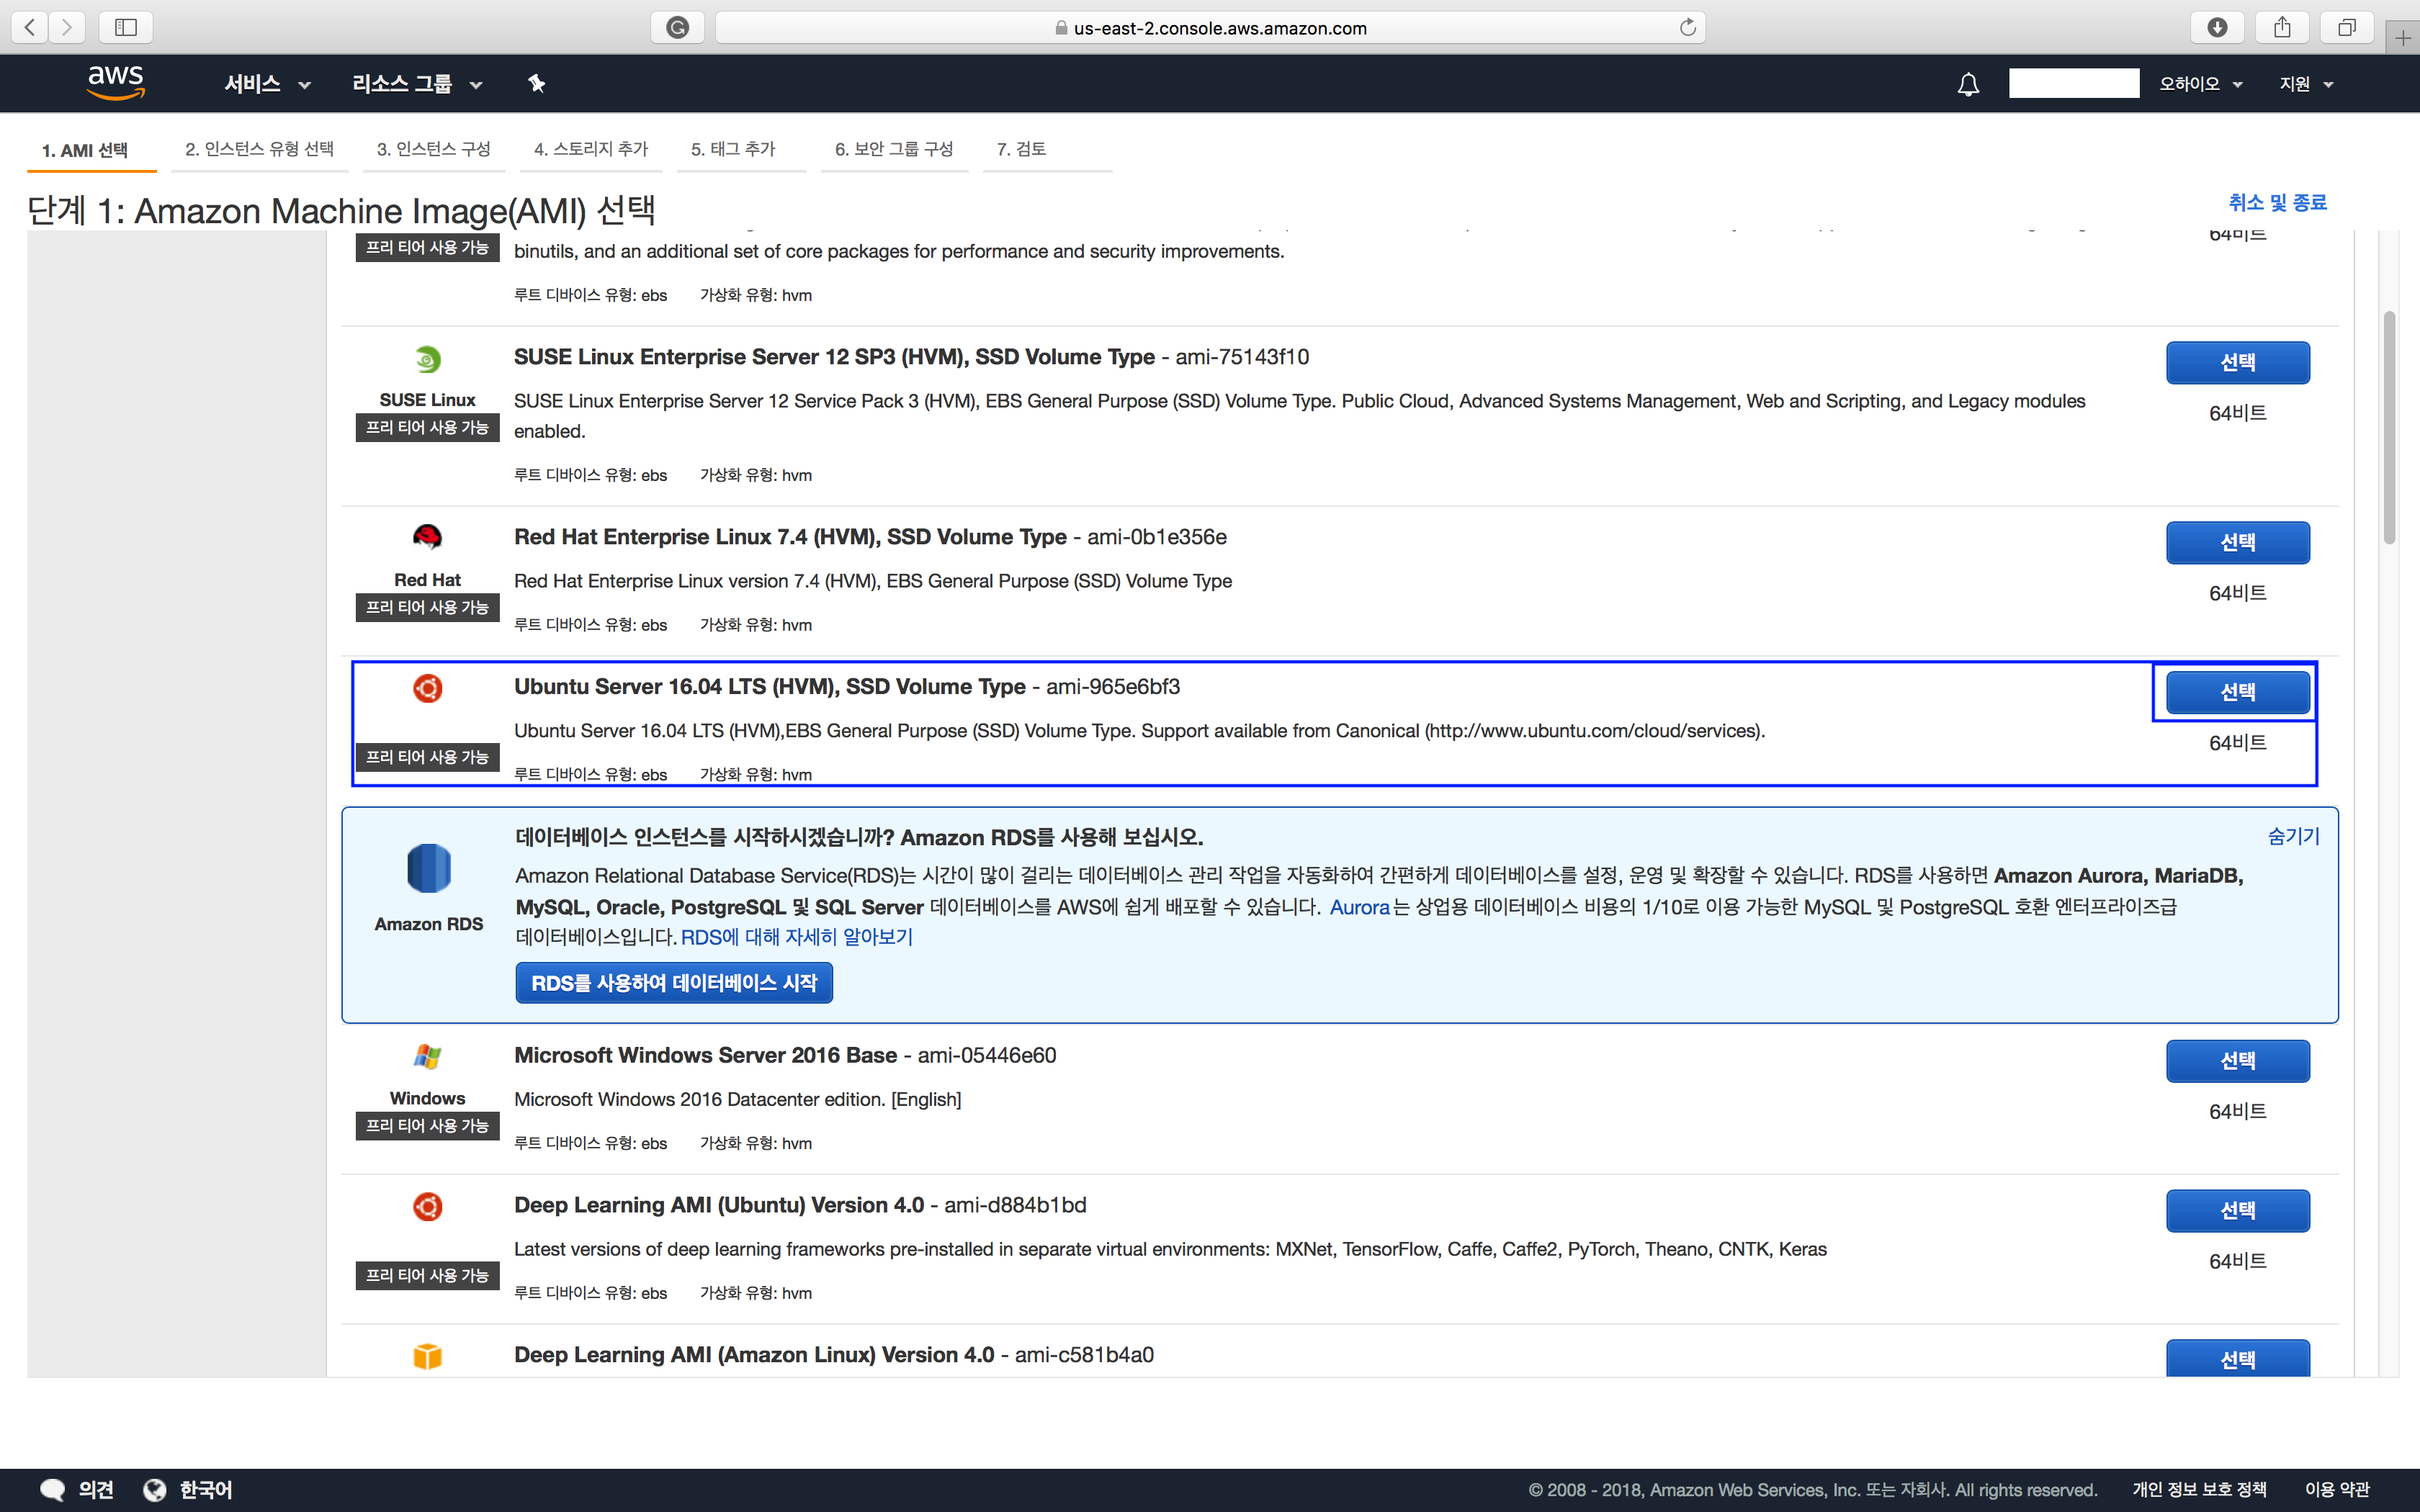 us-east-2.console.aws.amazon.com
aws
서비스
리소스 그룹
오하이오
지원
1. AMI 선택
2. 인스턴스 유형 선택
3. 인스턴스 구성
4. 스토리지 추가
5. 태그 추가
6. 보안 그룹 구성
7. 검토
단계 1: Amazon Machine Image(AMI) 선택
취소 및 종료
프리 티어 사용 가능
binutils, and an additional set of core packages for performance and security improvements.
64비트
루트 디바이스 유형: ebs 가상화 유형: hvm
SUSE Linux Enterprise Server 12 SP3 (HVM), SSD Volume Type - ami-75143f10
선택
SUSE Linux
프리 티어 사용 가능
SUSE Linux Enterprise Server 12 Service Pack 3 (HVM), EBS General Purpose (SSD) Volume Type. Public Cloud, Advanced Systems Management, Web and Scripting, and Legacy modules
enabled.
64비트
루트 디바이스 유형: ebs 가상화 유형: hvm
Red Hat Enterprise Linux 7.4 (HVM), SSD Volume Type - ami-0b1e356e
선택
Red Hat
프리 티어 사용 가능
Red Hat Enterprise Linux version 7.4 (HVM), EBS General Purpose (SSD) Volume Type
64비트
루트 디바이스 유형: ebs 가상화 유형: hvm
Ubuntu Server 16.04 LTS (HVM), SSD Volume Type - ami-965e6bf3
선택
Ubuntu Server 16.04 LTS (HVM),EBS General Purpose (SSD) Volume Type. Support available from Canonical (http://www.ubuntu.com/cloud/services).
프리 티어 사용 가능
64비트
루트 디바이스 유형: ebs 가상화 유형: hvm
데이터베이스 인스턴스를 시작하시겠습니까? Amazon RDS를 사용해 보십시오.
숨기기
Amazon RDS
Amazon Relational Database Service(RDS)는 시간이 많이 걸리는 데이터베이스 관리 작업을 자동화하여 간편하게 데이터베이스를 설정, 운영 및 확장할 수 있습니다. RDS를 사용하면 Amazon Aurora, MariaDB,
MySQL, Oracle, PostgreSQL 및 SQL Server 데이터베이스를 AWS에 쉽게 배포할 수 있습니다. Aurora는 상업용 데이터베이스 비용의 1/10로 이용 가능한 MySQL 및 PostgreSQL 호환 엔터프라이즈급
데이터베이스입니다. RDS에 대해 자세히 알아보기
RDS를 사용하여 데이터베이스 시작
Microsoft Windows Server 2016 Base - ami-05446e60
선택
Windows
프리 티어 사용 가능
Microsoft Windows 2016 Datacenter edition. [English]
64비트
루트 디바이스 유형: ebs 가상화 유형: hvm
Deep Learning AMI (Ubuntu) Version 4.0 - ami-d884b1bd
선택
Latest versions of deep learning frameworks pre-installed in separate virtual environments: MXNet, TensorFlow, Caffe, Caffe2, PyTorch, Theano, CNTK, Keras
프리 티어 사용 가능
64비트
루트 디바이스 유형: ebs 가상화 유형: hvm
Deep Learning AMI (Amazon Linux) Version 4.0 - ami-c581b4a0
선택
의견
한국어
© 2008 - 2018, Amazon Web Services, Inc. 또는 자회사. All rights reserved.
개인 정보 보호 정책
이용 약관